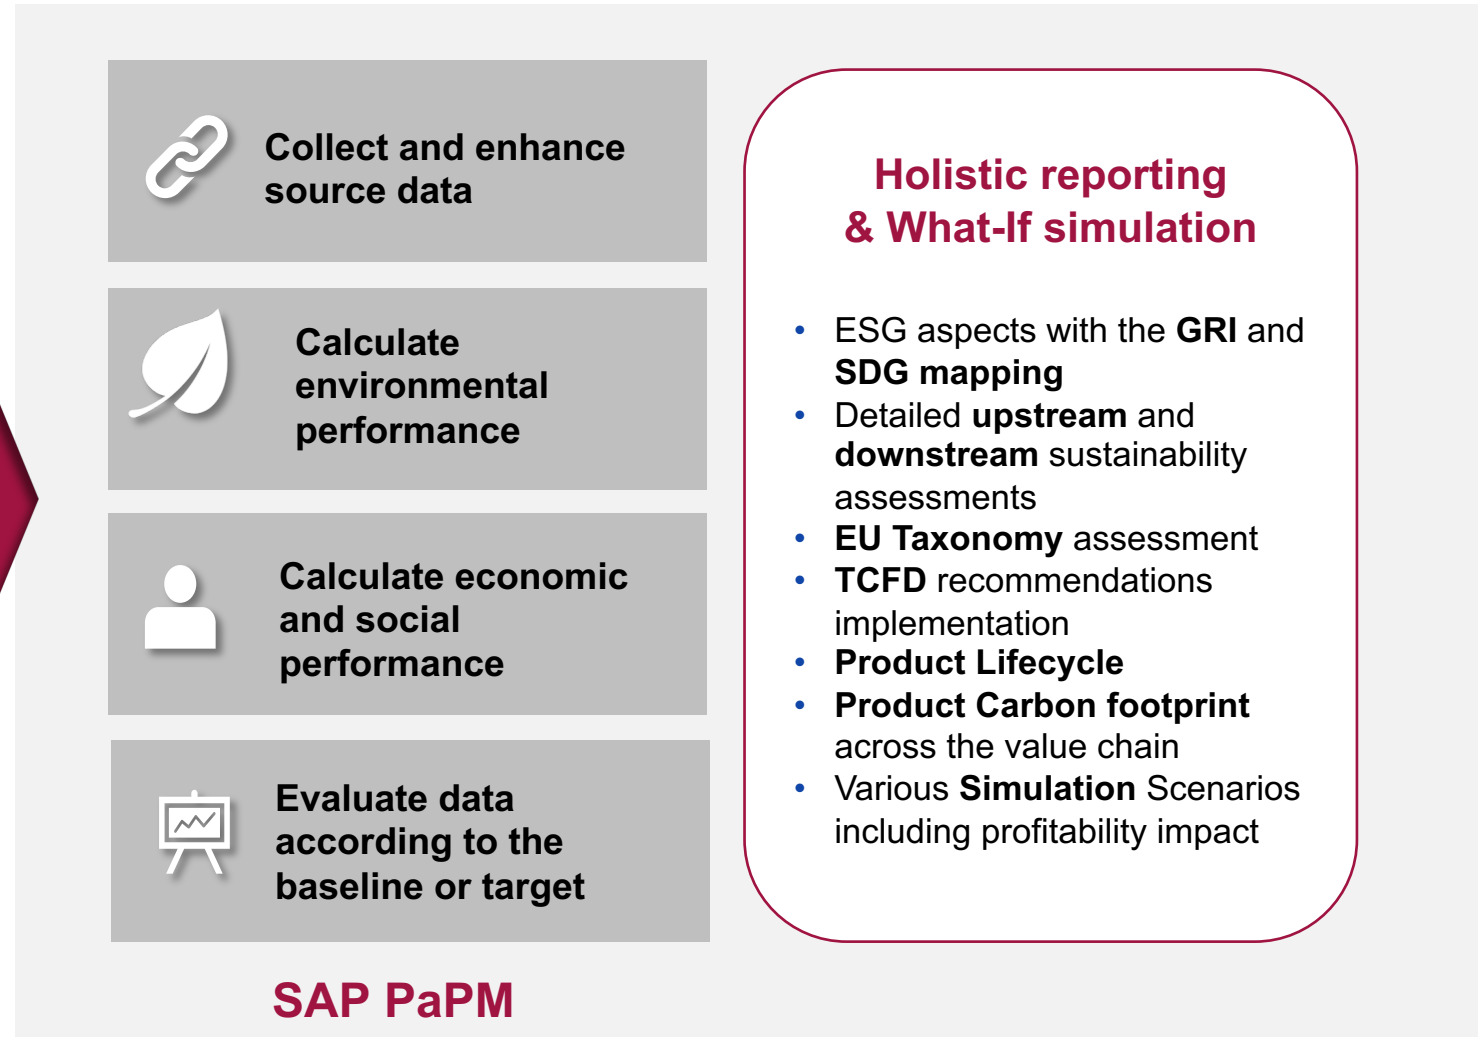 Collect and enhance
source data
Calculate
environmental
performance
Calculate economic
and social
performance
Evaluate data
according to the
baseline or target
SAP PaPM
Holistic reporting
& What-If simulation
• ESG aspects with the GRI and
SDG mapping
• Detailed upstream and
downstream sustainability
assessments
• EU Taxonomy assessment
• TCFD recommendations
implementation
• Product Lifecycle
• Product Carbon footprint
across the value chain
• Various Simulation Scenarios
including profitability impact